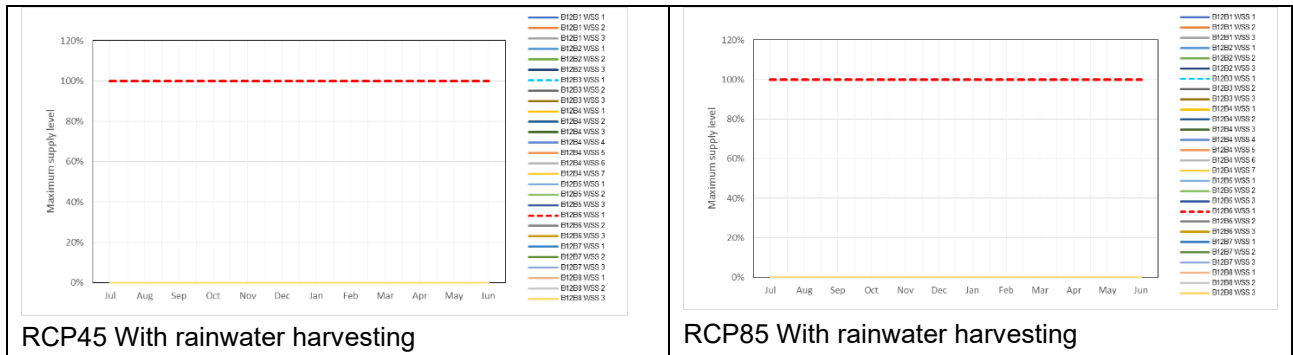 120%
100%
80%
60%
40%
20%
0%
Maximum supply level
Jul Aug Sep Oct Nov Dec Jan Feb Mar Apr May Jun
B12B1 WSS 1
B12B1 WSS 2
B12B1 WSS 3
B12B2 WSS 1
B12B2 WSS 2
B12B2 WSS 3
B12B3 WSS 1
B12B3 WSS 2
B12B3 WSS 3
B12B4 WSS 1
B12B4 WSS 2
B12B4 WSS 3
B12B4 WSS 4
B12B4 WSS 5
B12B4 WSS 6
B12B4 WSS 7
B12B5 WSS 1
B12B5 WSS 2
B12B5 WSS 3
B12B6 WSS 1
B12B6 WSS 2
B12B6 WSS 3
B12B7 WSS 1
B12B7 WSS 2
B12B7 WSS 3
B12B8 WSS 1
B12B8 WSS 2
B12B8 WSS 3
RCP45 With rainwater harvesting
120%
100%
80%
60%
40%
20%
0%
Maximum supply level
Jul Aug Sep Oct Nov Dec Jan Feb Mar Apr May Jun
B12B1 WSS 1
B12B1 WSS 2
B12B1 WSS 3
B12B2 WSS 1
B12B2 WSS 2
B12B2 WSS 3
B12B3 WSS 1
B12B3 WSS 2
B12B3 WSS 3
B12B4 WSS 1
B12B4 WSS 2
B12B4 WSS 3
B12B4 WSS 4
B12B4 WSS 5
B12B4 WSS 6
B12B4 WSS 7
B12B5 WSS 1
B12B5 WSS 2
B12B5 WSS 3
B12B6 WSS 1
B12B6 WSS 2
B12B6 WSS 3
B12B7 WSS 1
B12B7 WSS 2
B12B7 WSS 3
B12B8 WSS 1
B12B8 WSS 2
B12B8 WSS 3
RCP85 With rainwater harvesting